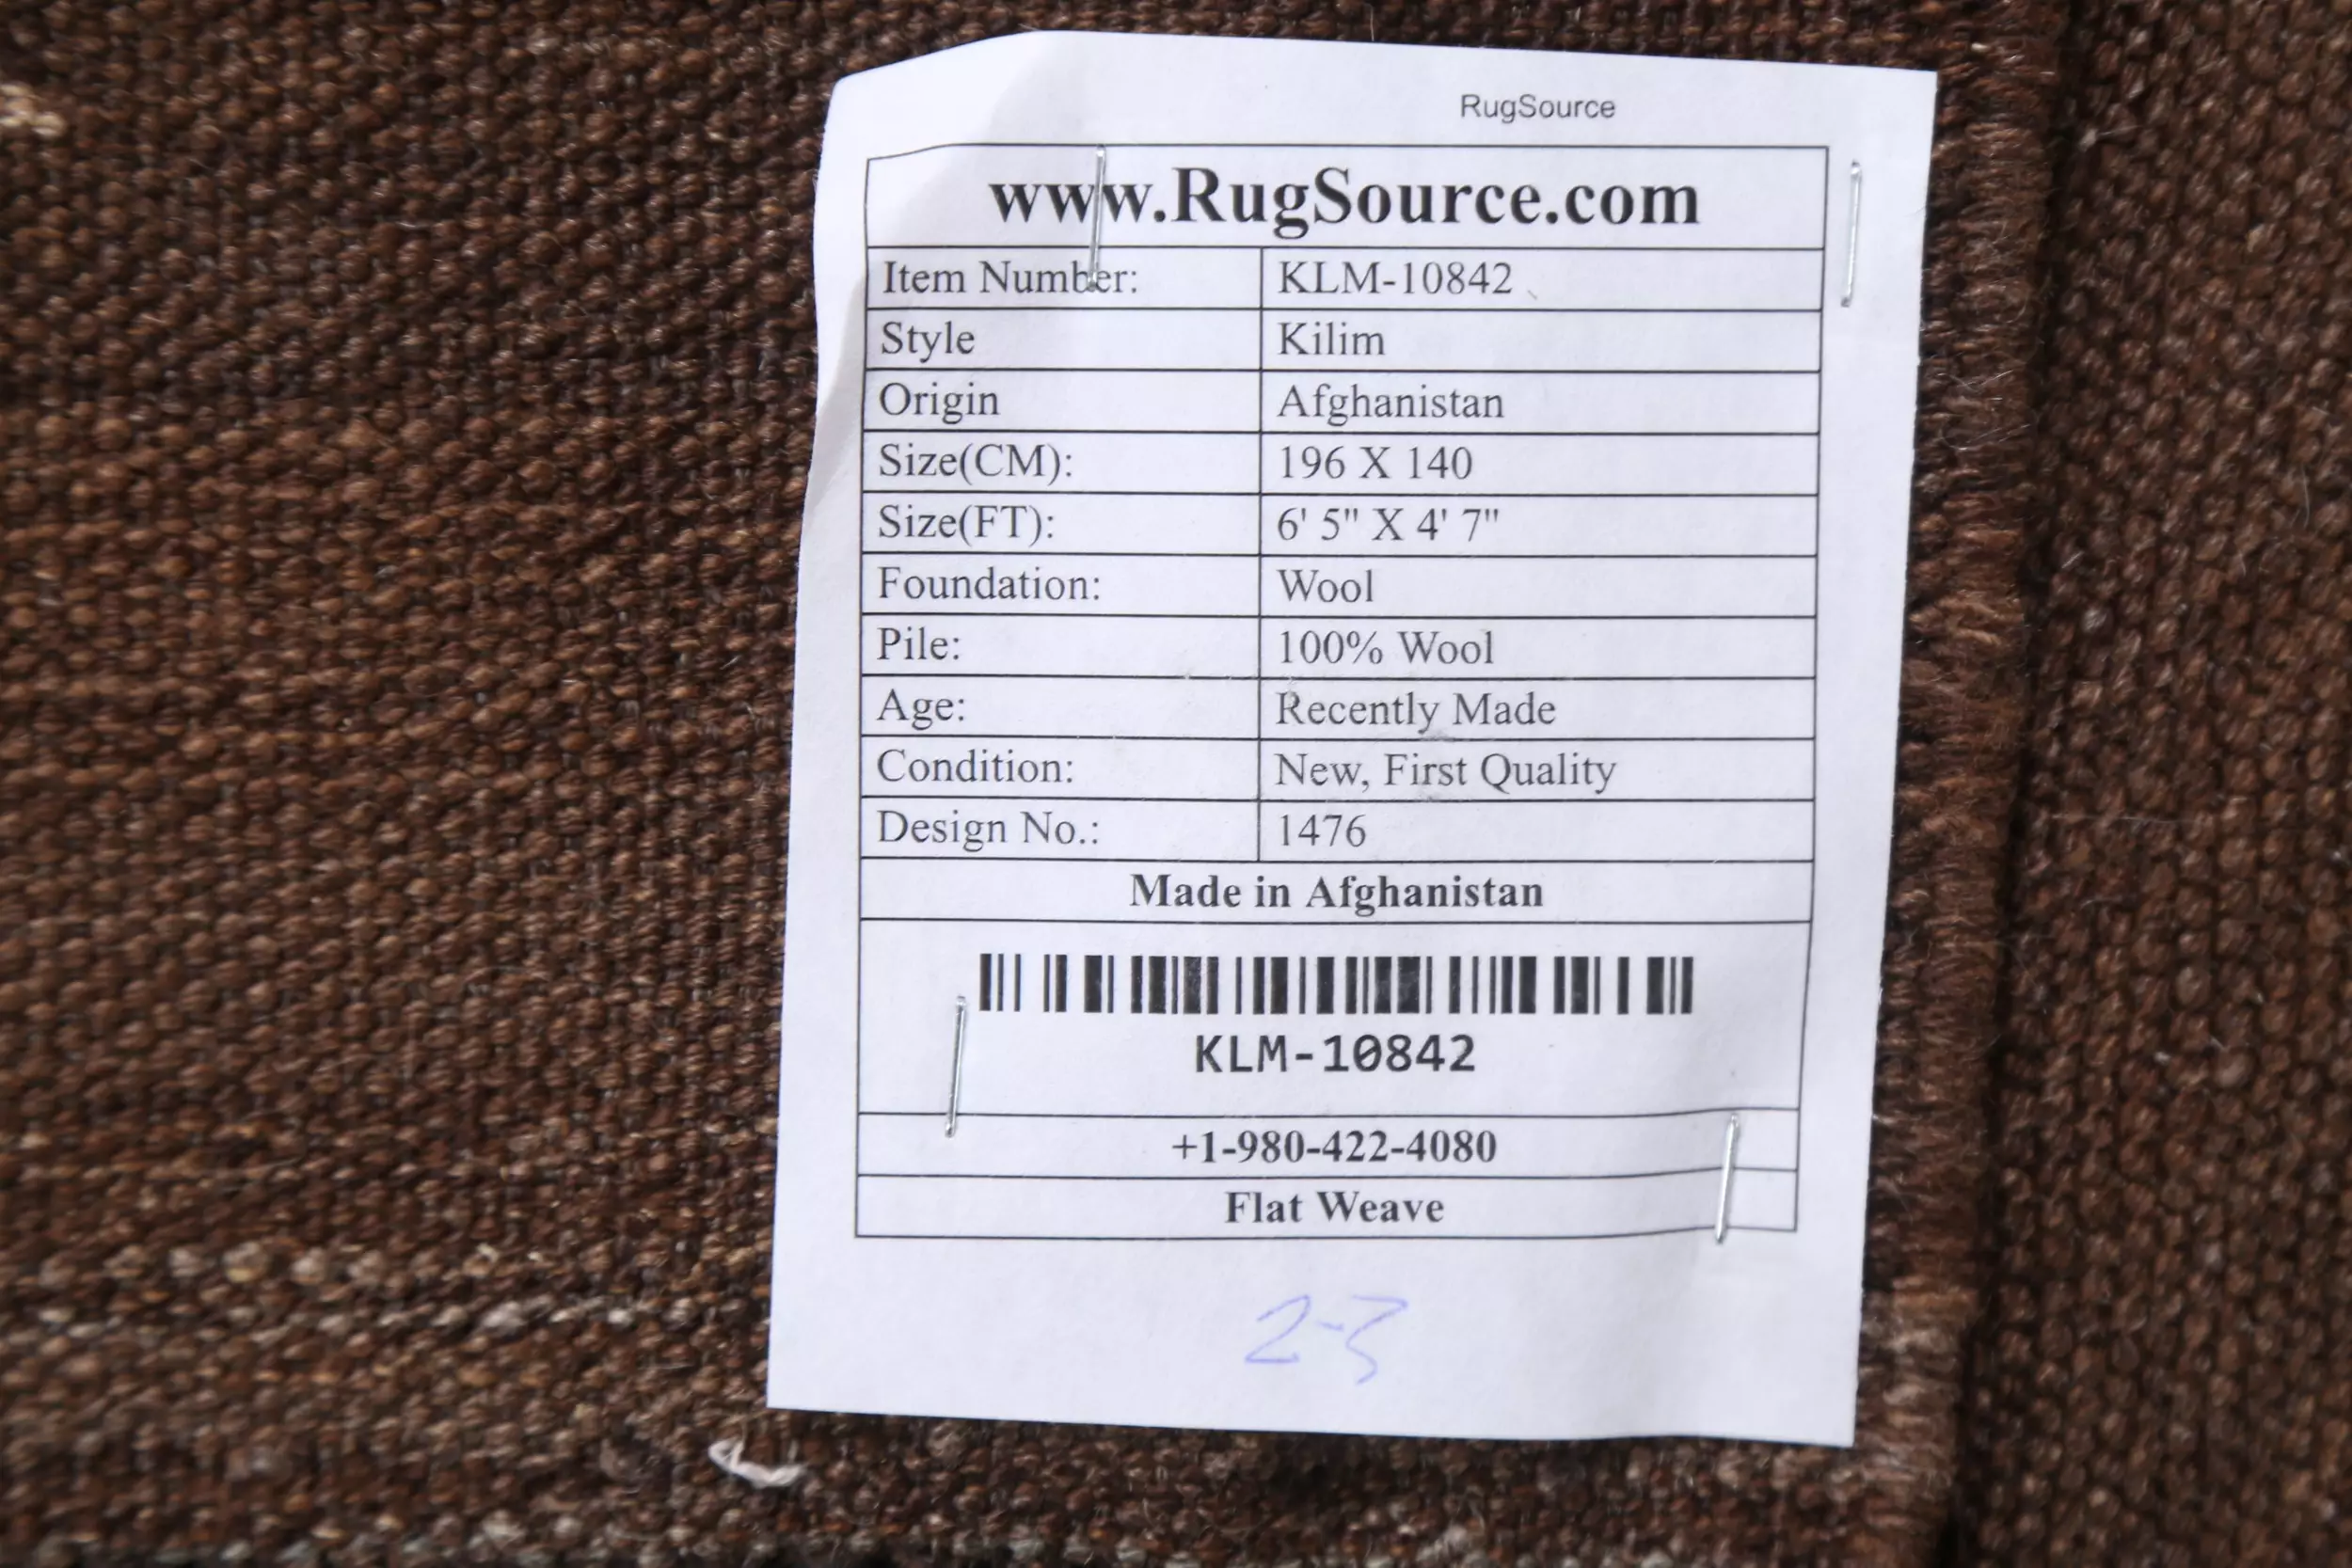 RugSource
www.RugSource.com
Item Number: KLM-10842
Style Kilim
Origin Afghanistan
Size(CM): 196 X 140
Size(FT): 6' 5" X 4' 7"
Foundation: Wool
Pile: 100% Wool
Age: Recently Made
Condition: New, First Quality
Design No.: 1476
Made in Afghanistan
KLM-10842
+1-980-422-4080
Flat Weave
2-3